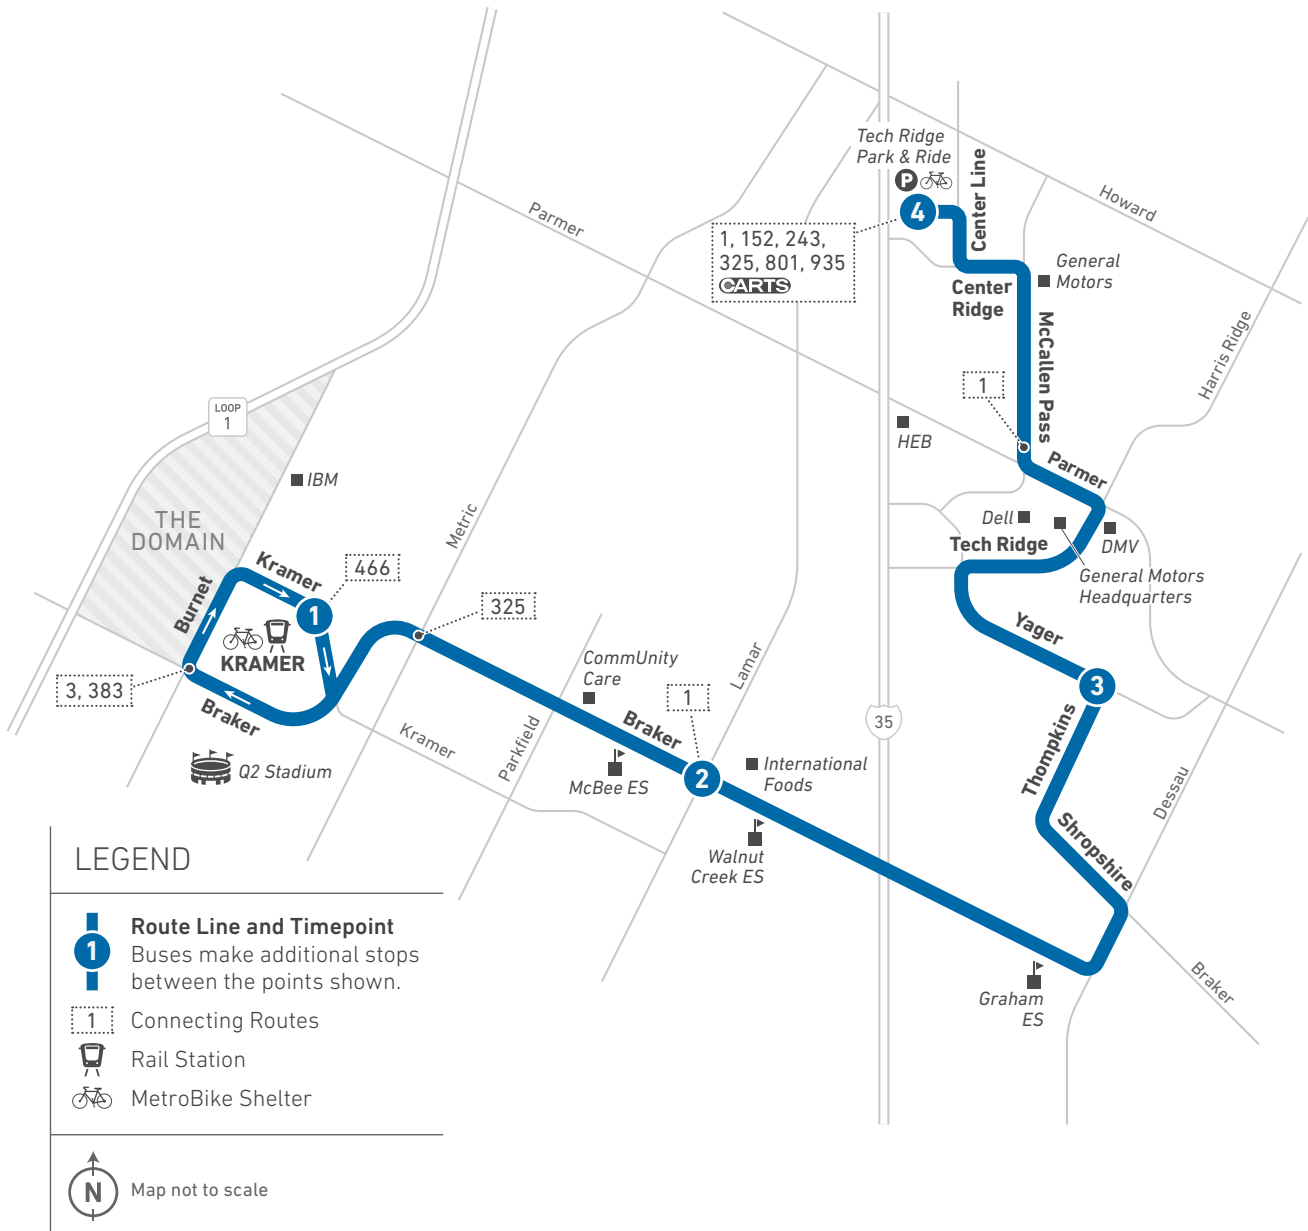 Tech Ridge
Park & Ride
P
4
Center Line
Howard
Parmer
1, 152, 243,
325, 801, 935
CARTS
General
Motors
Center
Ridge
McCallen Pass
Harris Ridge
1
LOOP
1
HEB
Parmer
IBM
THE
DOMAIN
Metric
Dell
Tech Ridge
DMV
General Motors
Headquarters
Kramer
466
Burnet
1
325
KRAMER
Yager
3, 383
Braker
CommUnity
Care
Lamar
1
3
Kramer
Braker
35
Thompkins
Q2 Stadium
Parkfield
McBee ES
2
International
Foods
Dessau
Shropshire
Walnut
Creek ES
Braker
Graham
ES
LEGEND
1
Route Line and Timepoint
Buses make additional stops
between the points shown.
1
Connecting Routes
Rail Station
MetroBike Shelter
N
Map not to scale